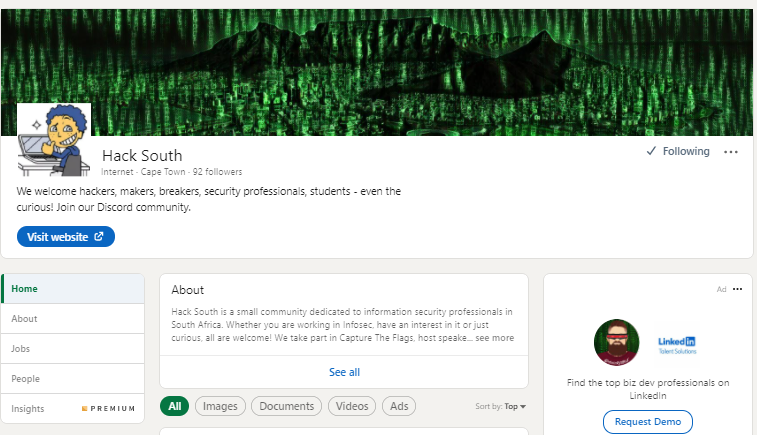 Hack South
Internet · Cape Town · 92 followers
Following
We welcome hackers, makers, breakers, security professionals, students - even the
curious! Join our Discord community.
Visit website
Home
About
Jobs
People
Insights
PREMIUM
About
Hack South is a small community dedicated to information security professionals in
South Africa. Whether you are working in Infosec, have an interest in it or just
curious, all are welcome! We take part in Capture The Flags, host speake... see more
See all
All
Images
Documents
Videos
Ads
Sort by: Top
Ad
LinkedIn
Talent Solutions
Find the top biz dev professionals on
LinkedIn
Request Demo